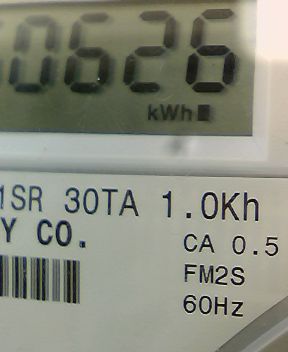 0626
kWh
1SR 30TA 1.0Kh
Y CO.
CA 0.5
FM2S
60Hz